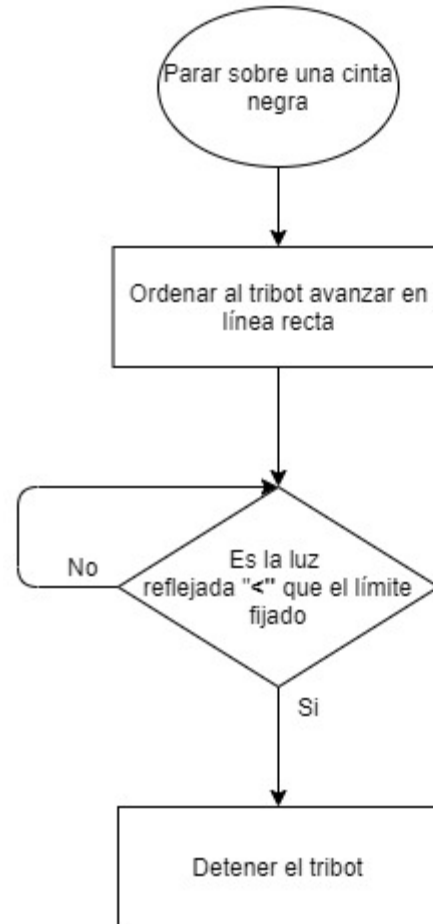 Parar sobre una cinta
negra
Ordenar al tribot avanzar en
línea recta
Es la luz
reflejada "<" que el límite
fijado
No
Si
Detener el tribot